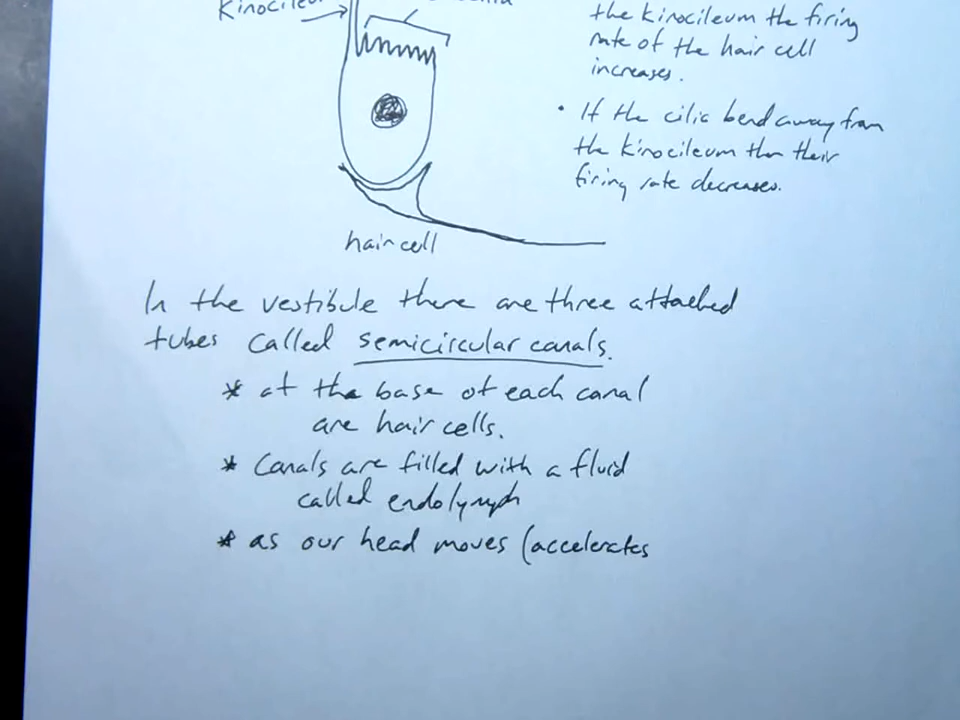 Kinocileu
the kinocileum the firing
rate of the hair cell
increases.
• If the cilia bend away from
the kinocileum then their
firing rate decreases.
hair cell
In the vestibule there are three attached
tubes called semicircular canals.
* at the base of each canal
are hair cells.
* Canals are filled with a fluid
called endolymph
* as our head moves (accelerates